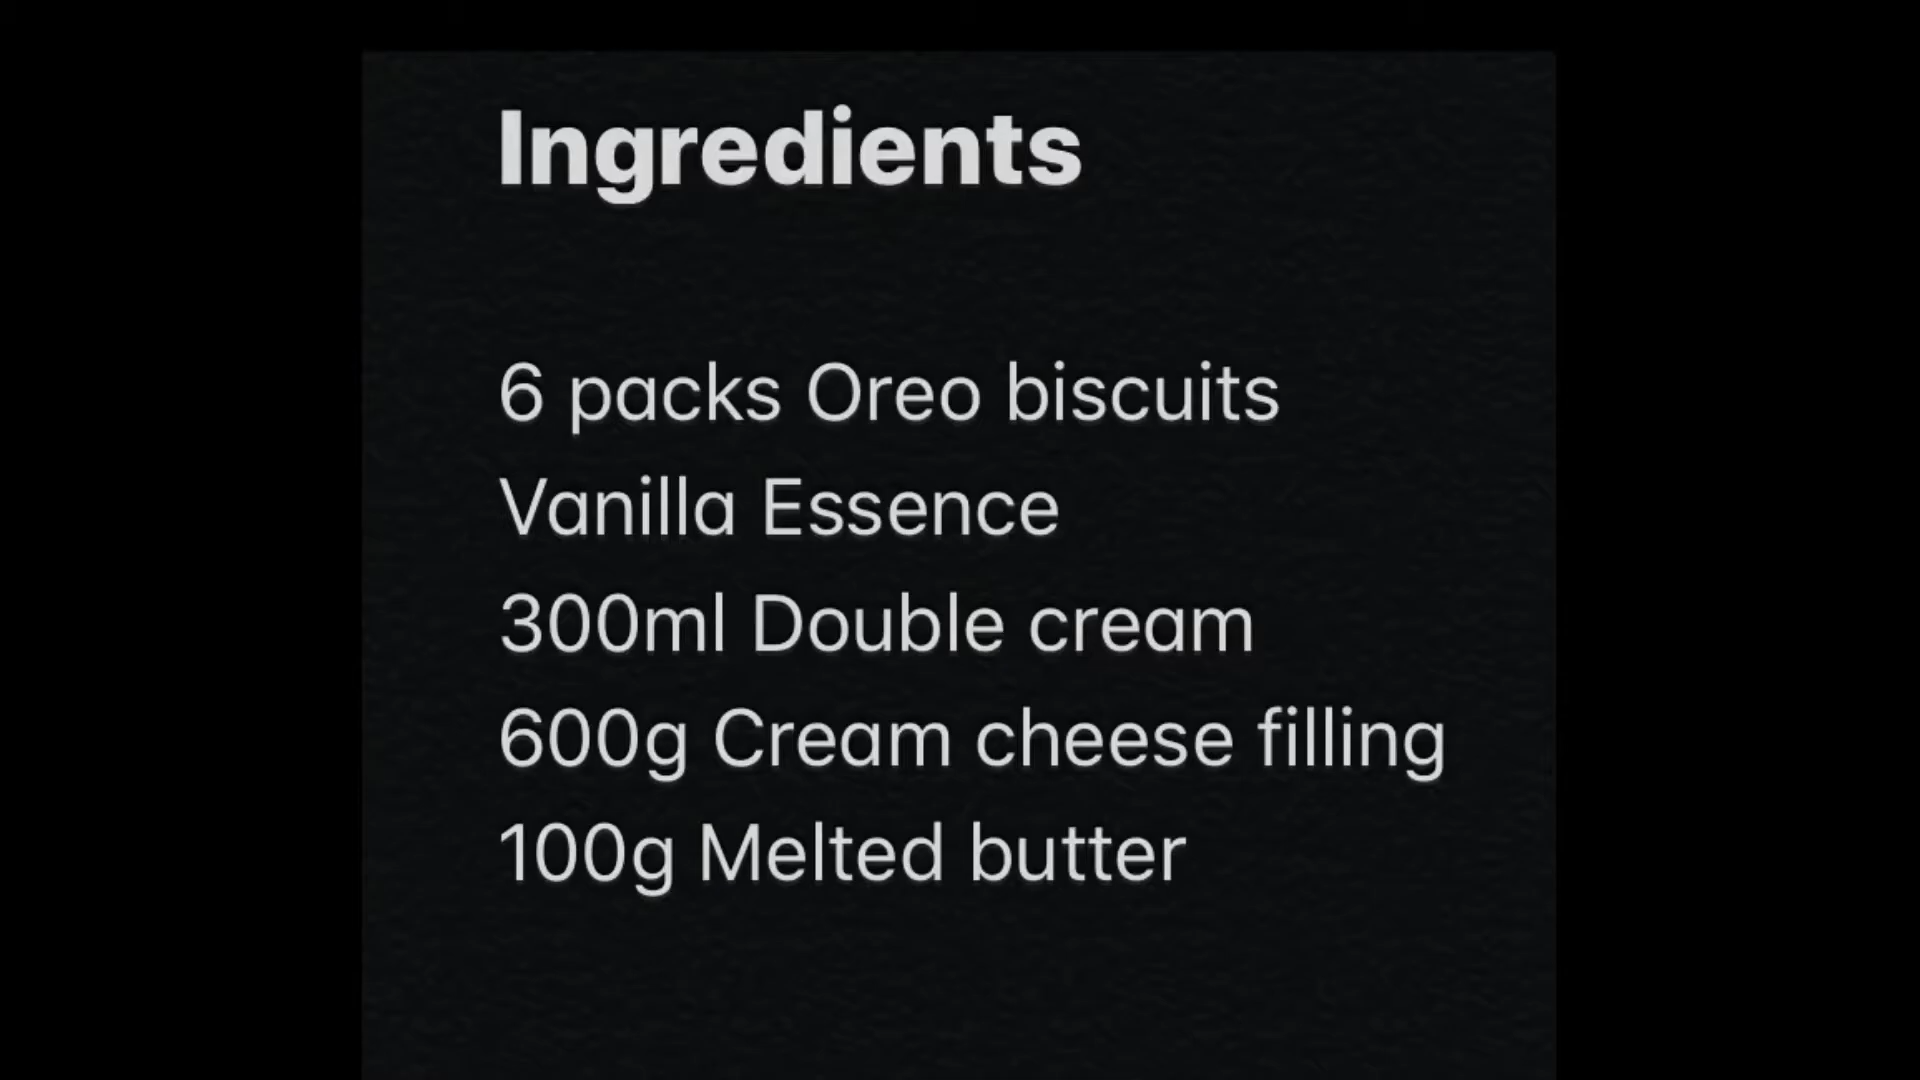 Ingredients
6 packs Oreo biscuits
Vanilla Essence
300ml Double cream
600g Cream cheese filling
100g Melted butter